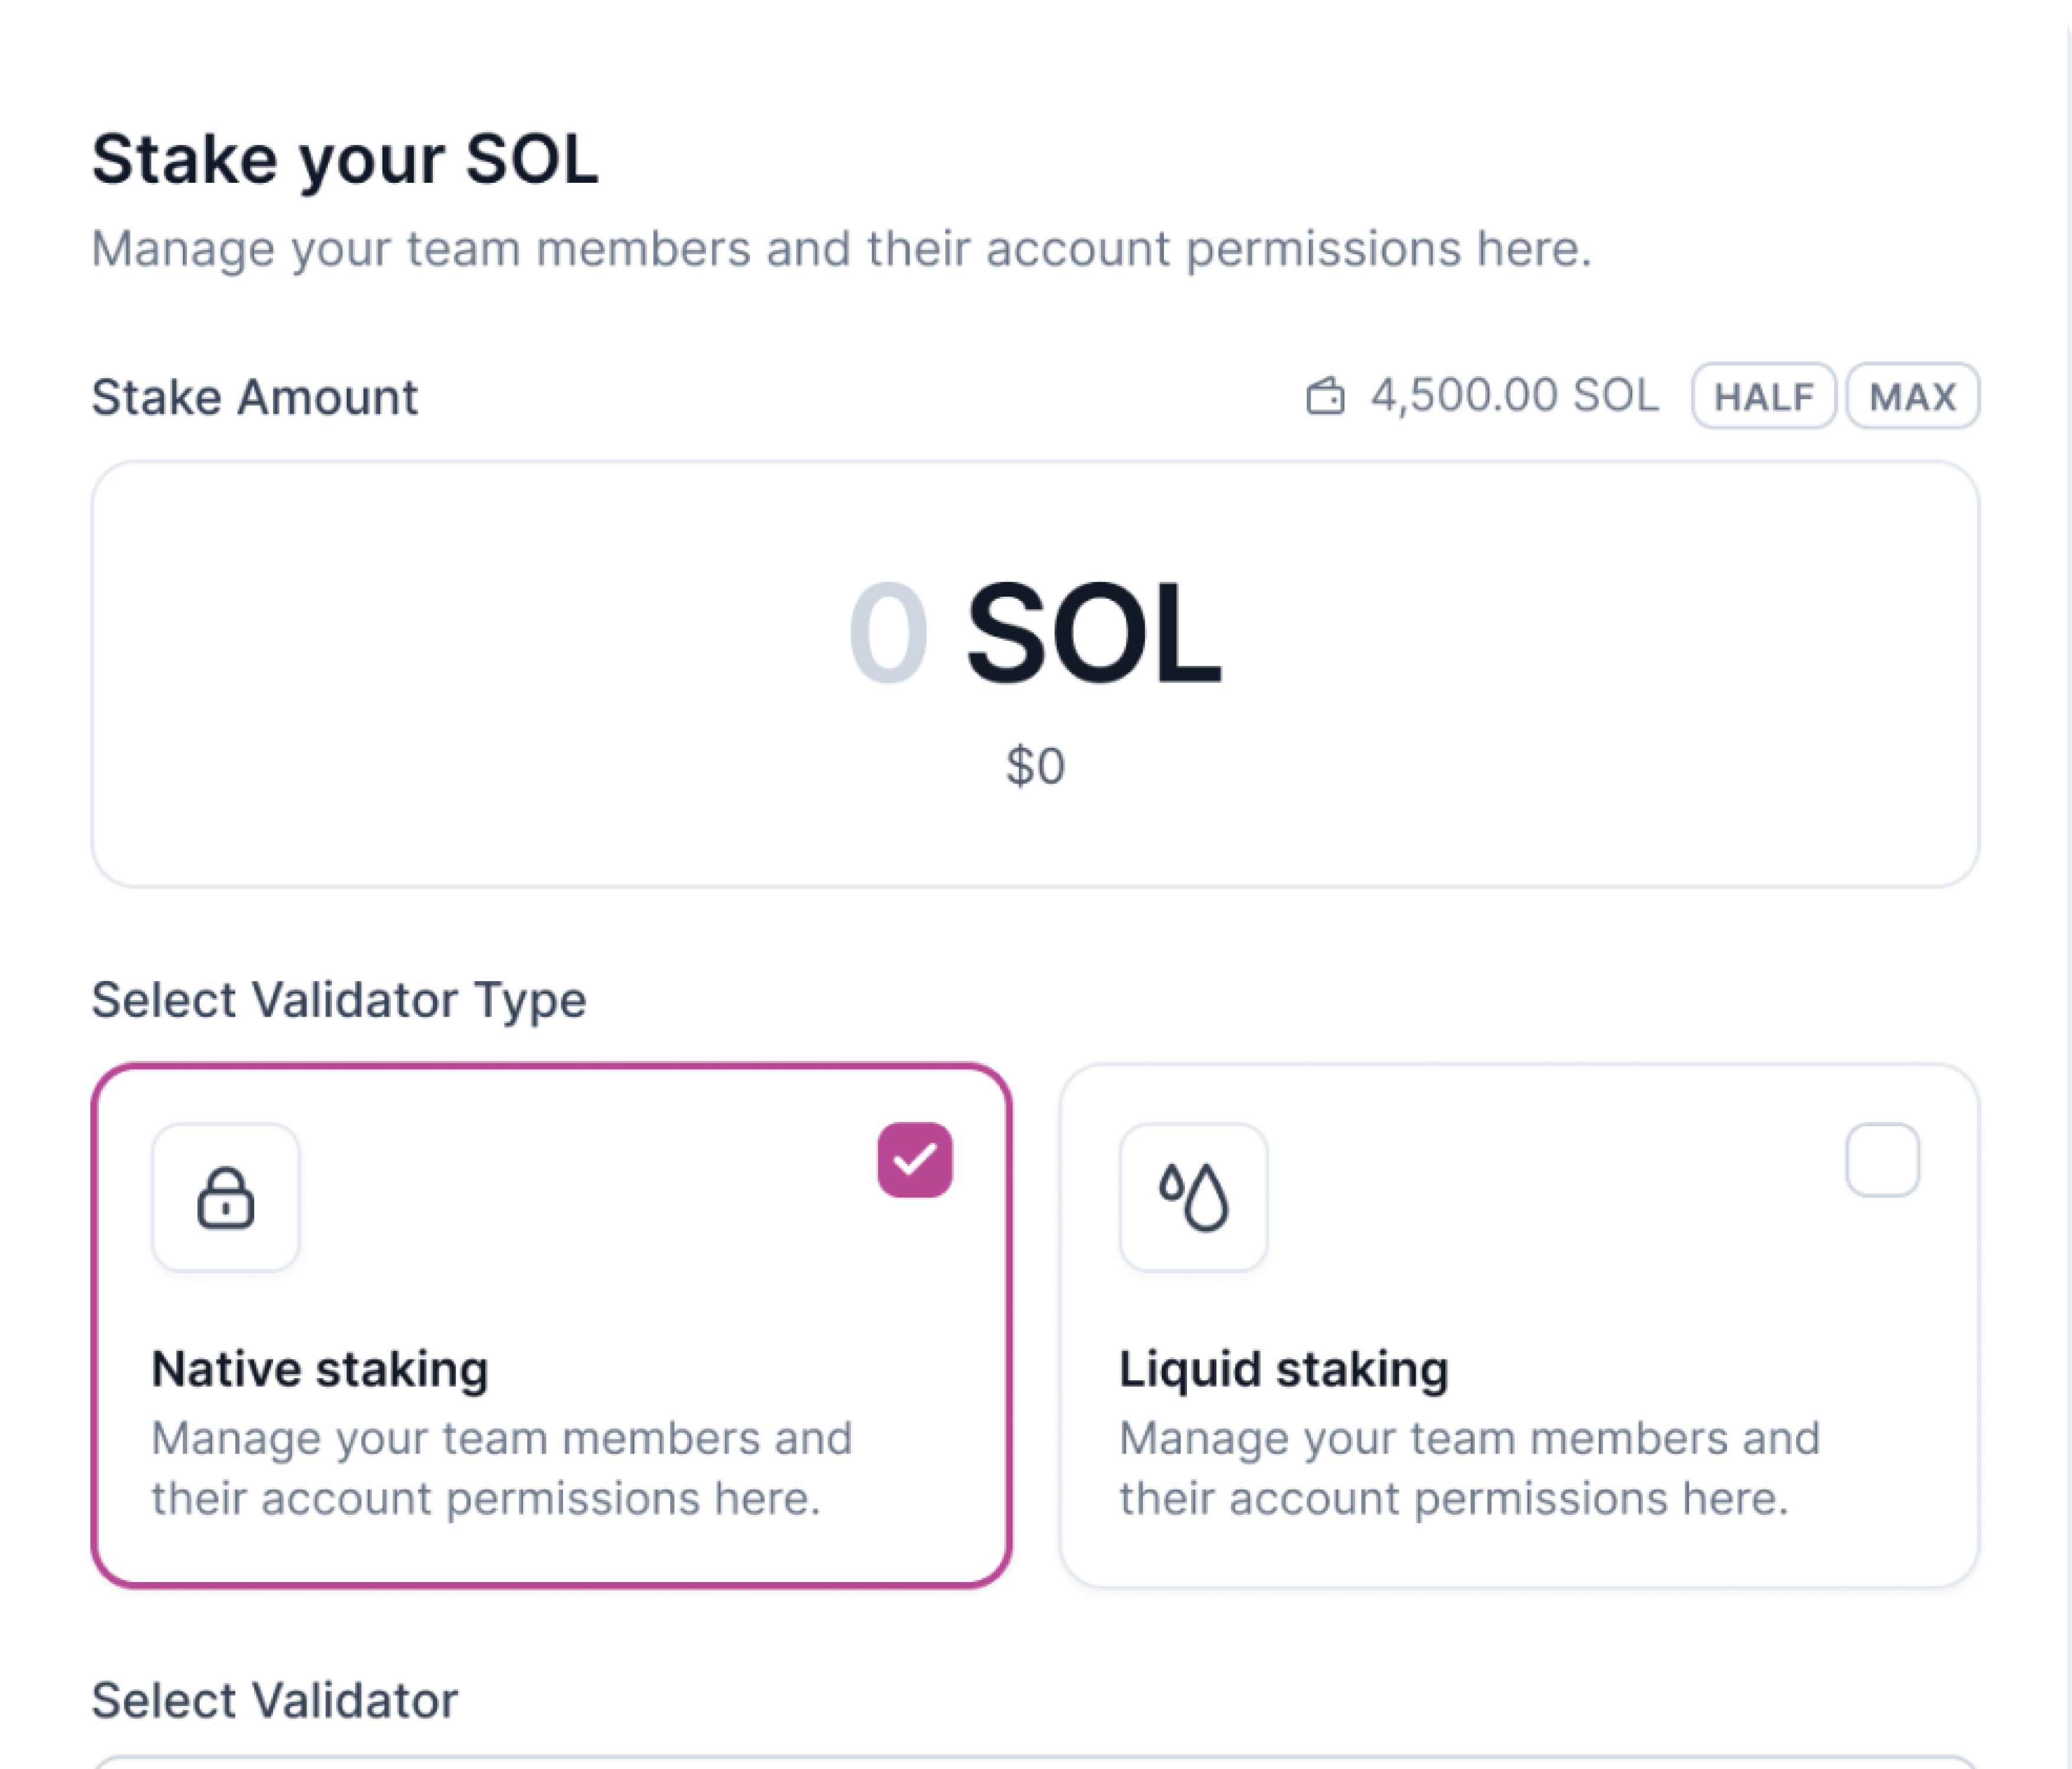 Stake your SOL
Manage your team members and their account permissions here.
Stake Amount
4,500.00 SOL
HALF
MAX
0 SOL
$0
Select Validator Type
Native staking
Manage your team members and
their account permissions here.
Liquid staking
Manage your team members and
their account permissions here.
Select Validator